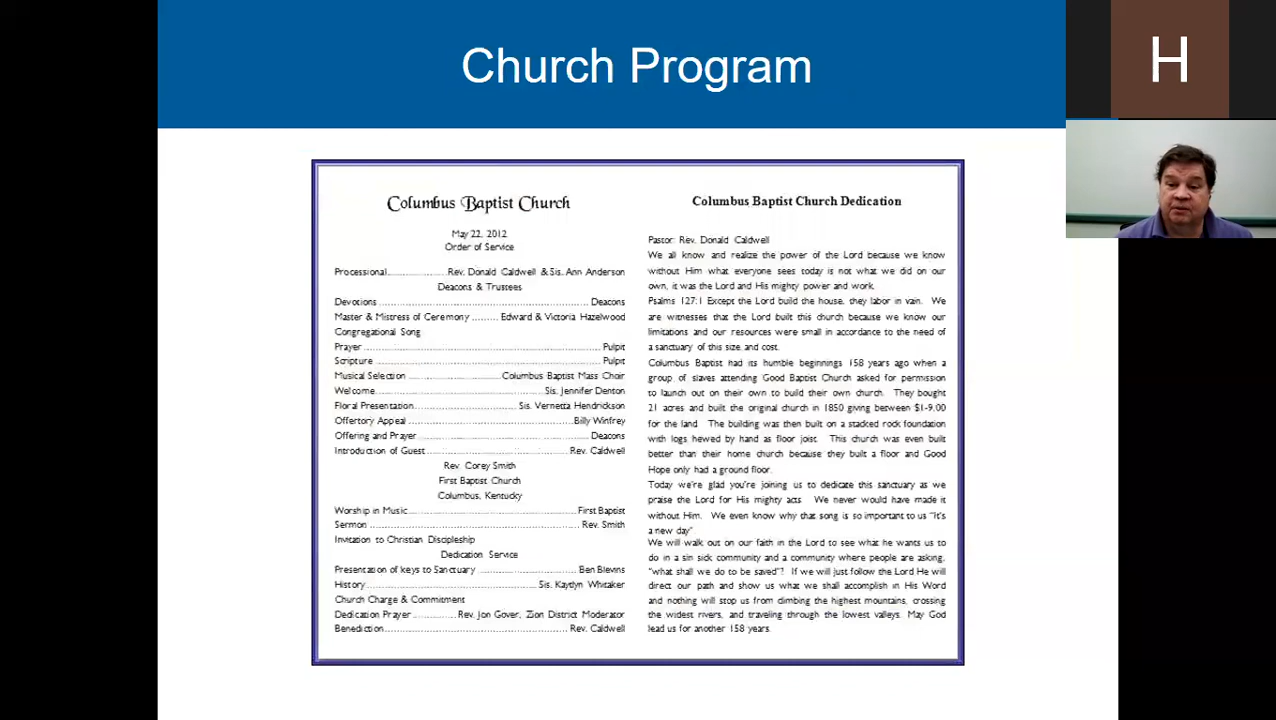 Church Program
H
Columbus Baptist Church
May 22, 2012
Order of Service
Processional......................Rev. Donald Caldwell & Sis. Ann Anderson
Deacons & Trustees
Devotions ..............................................................................Deacons
Master & Mistress of Ceremony ......... Edward & Victoria Hazelwood
Congregational Song
Prayer ......................................................................................Pulpit
Scripture ..................................................................................Pulpit
Musical Selection ................................Columbus Baptist Mass Choir
Welcome..........................................................Sis. Jennifer Denton
Floral Presentation...................................Sis. Vernetta Hendrickson
Offertory Appeal .......................................................Billy Winfrey
Offering and Prayer ..........................................................Deacons
Introduction of Guest .................................................Rev. Caldwell
Rev. Corey Smith
First Baptist Church
Columbus, Kentucky
Worship in Music..........................................................First Baptist
Sermon ...................................................................... Rev. Smith
Invitation to Christian Discipleship
Dedication Service
Presentation of keys to Sanctuary .................................Ben Blevins
History....................................................... Sis. Kaytlyn Whitaker
Church Charge & Commitment
Dedication Prayer ...............Rev. Jon Gover, Zion District Moderator
Benediction..............................................................Rev. Caldwell
Columbus Baptist Church Dedication
Pastor: Rev. Donald Caldwell
We all know and realize the power of the Lord because we know
without Him what everyone sees today is not what we did on our
own, it was the Lord and His mighty power and work.
Psalms 127:1 Except the Lord build the house, they labor in vain. We
are witnesses that the Lord built this church because we know our
limitations and our resources were small in accordance to the need of
a sanctuary of this size and cost.
Columbus Baptist had its humble beginnings 158 years ago when a
group of slaves attending Good Baptist Church asked for permission
to launch out on their own to build their own church. They bought
21 acres and built the original church in 1850 giving between $1-9.00
for the land The building was then built on a stacked rock foundation
with logs hewed by hand as floor joist. This church was even built
better than their home church because they built a floor and Good
Hope only had a ground floor.
Today we're glad you're joining us to dedicate this sanctuary as we
praise the Lord for His mighty acts We never would have made it
without Him. We even know why that song is so important to us "It's
a new day"
We will walk out on our faith in the Lord to see what he wants us to
do in a sin sick community and a community where people are asking,
"what shall we do to be saved"? If we will just follow the Lord He will
direct our path and show us what we shall accomplish in His Word
and nothing will stop us from climbing the highest mountains, crossing
the widest rivers, and traveling through the lowest valleys. May God
lead us for another 158 years.